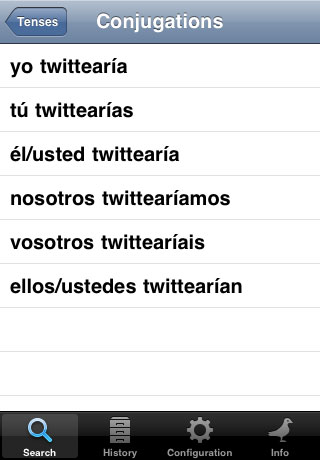 Tenses
Conjugations
yo twittearía
tú twittearías
él/usted twittearía
nosotros twittearíamos
vosotros twittearíais
ellos/ustedes twittearían
Search
History
Configuration
Info